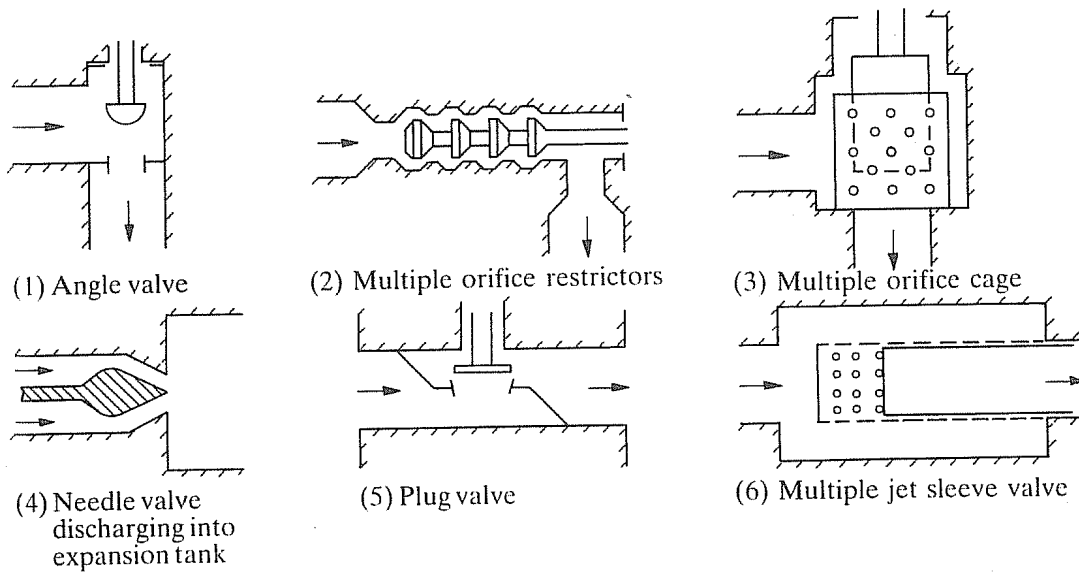 (1) Angle valve
(2) Multiple orifice restrictors
(3) Multiple orifice cage
(4) Needle valve
discharging into
expansion tank
(5) Plug valve
(6) Multiple jet sleeve valve